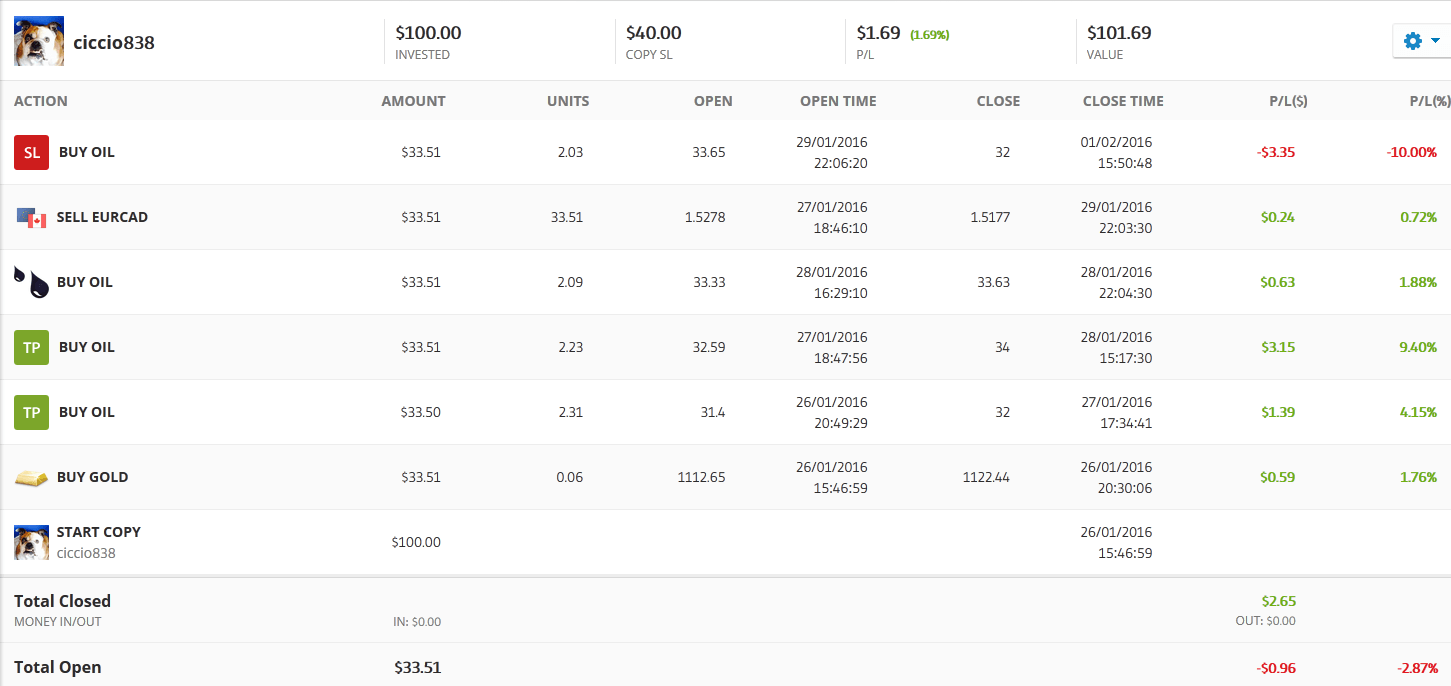 ciccio838
$100.00
INVESTED
$40.00
COPY SL
$1.69 (1.69%)
P/L
$101.69
VALUE
ACTION AMOUNT UNITS OPEN OPEN TIME CLOSE CLOSE TIME P/L($) P/L(%)
SL BUY OIL $33.51 2.03 33.65 29/01/2016 22:06:20 32 01/02/2016 15:50:48 -$3.35 -10.00%
SELL EURCAD $33.51 33.51 1.5278 27/01/2016 18:46:10 1.5177 29/01/2016 22:03:30 $0.24 0.72%
BUY OIL $33.51 2.09 33.33 28/01/2016 16:29:10 33.63 28/01/2016 22:04:30 $0.63 1.88%
TP BUY OIL $33.51 2.23 32.59 27/01/2016 18:47:56 34 28/01/2016 15:17:30 $3.15 9.40%
TP BUY OIL $33.50 2.31 31.4 26/01/2016 20:49:29 32 27/01/2016 17:34:41 $1.39 4.15%
BUY GOLD $33.51 0.06 1112.65 26/01/2016 15:46:59 1122.44 26/01/2016 20:30:06 $0.59 1.76%
START COPY
ciccio838
$100.00 26/01/2016 15:46:59
Total Closed $2.65
MONEY IN/OUT IN: $0.00 OUT: $0.00
Total Open $33.51 -$0.96 -2.87%